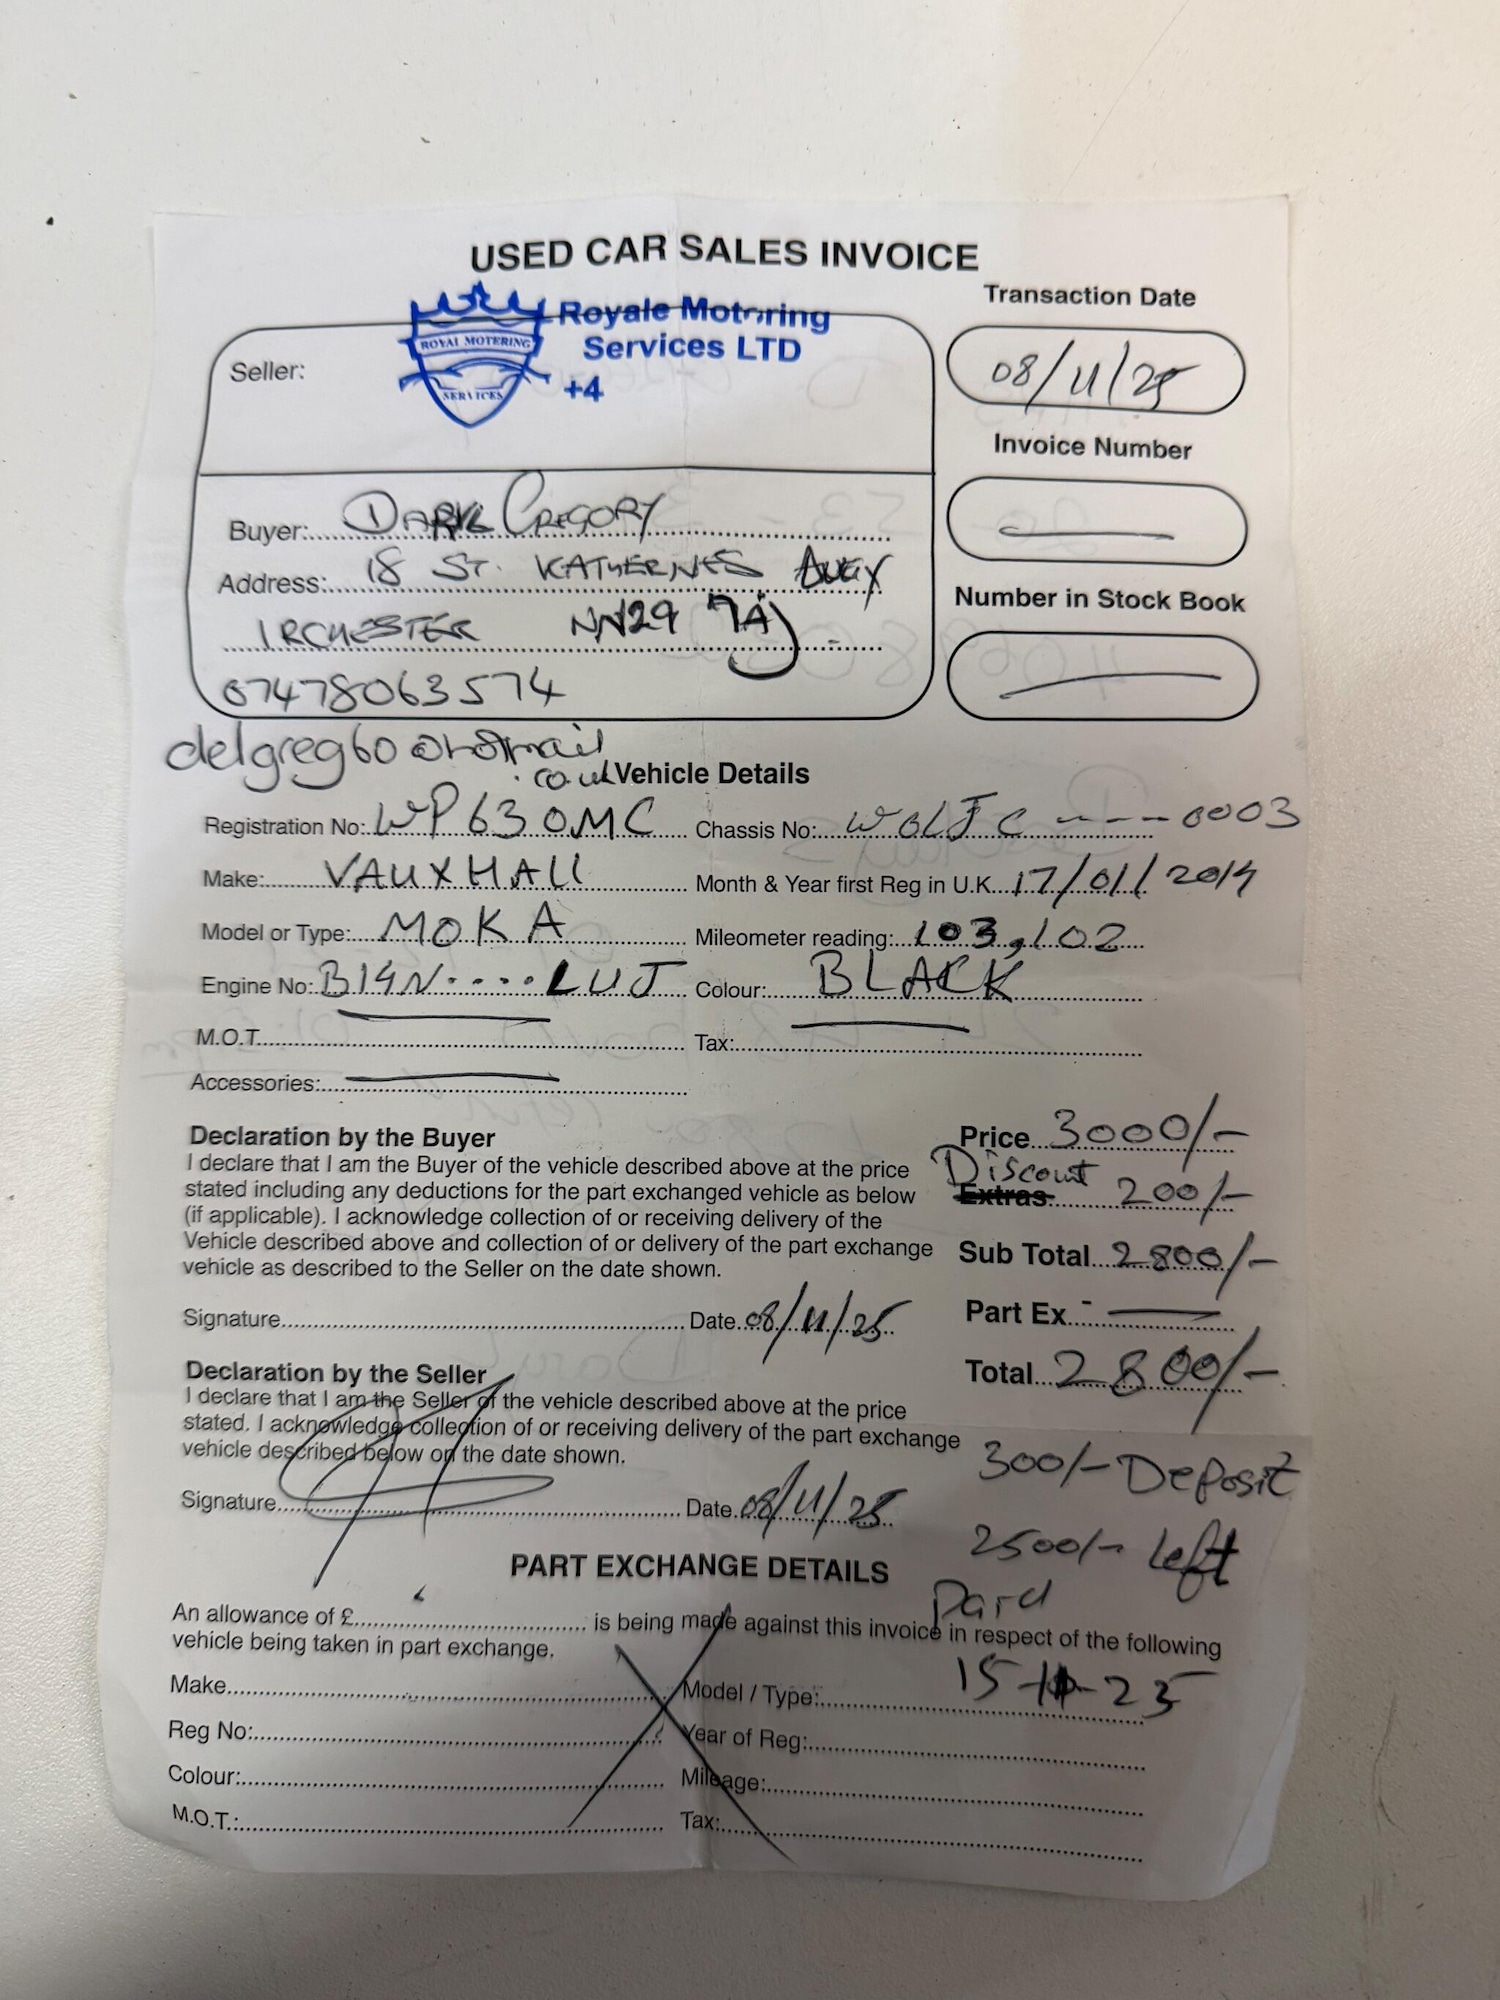 USED CAR SALES INVOICE
Royale Motoring
Services LTD
+4
ROYAL MOTERING
SERVICES
Seller:
Transaction Date
08/11/25
Invoice Number
Number in Stock Book
Buyer: DARYL GREGORY
Address: 18 ST. KATHERNES
IRCHESTER NN29 7AJ
07478063574
delgreg60@hotmail
.co.uk
Vehicle Details
Registration No: WP63OMC Chassis No: WOLJC ---- 0003
Make: VAUXHALL Month & Year first Reg in U.K. 17/01/2014
Model or Type: MOKA Mileometer reading: 103,102
Engine No: B14N....LUJ Colour: BLACK
M.O.T. Tax:
Accessories:
Declaration by the Buyer
I declare that I am the Buyer of the vehicle described above at the price
stated including any deductions for the part exchanged vehicle as below
(if applicable). I acknowledge collection of or receiving delivery of the
Vehicle described above and collection of or delivery of the part exchange
vehicle as described to the Seller on the date shown.
Signature Date 08/11/25
Price 3000/-
Discout
Extras 200/-
Sub Total 2800/-
Part Ex -
Total 2800/-
Declaration by the Seller
I declare that I am the Seller of the vehicle described above at the price
stated. I acknowledge collection of or receiving delivery of the part exchange
vehicle described below on the date shown.
Signature Date 08/11/25
300/- Deposit
2500/- left
Paid
15-11-25
PART EXCHANGE DETAILS
An allowance of £ is being made against this invoice in respect of the following
vehicle being taken in part exchange.
Make Model / Type:
Reg No: Year of Reg:
Colour: Mileage:
M.O.T.: Tax: